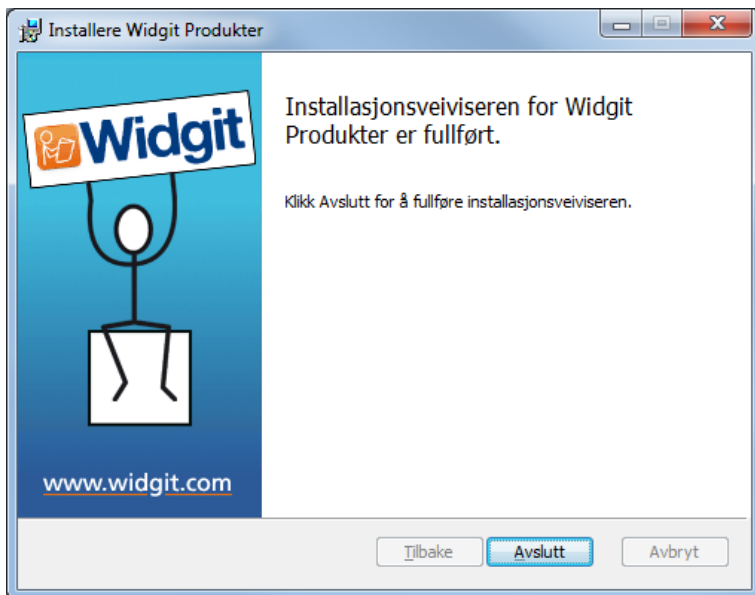 Installere Widgit Produkter
Widgit
Installasjonsveiviseren for Widgit
Produkter er fullført.
Klikk Avslutt for å fullføre installasjonsveiviseren.
www.widgit.com
Tilbake
Avslutt
Avbryt